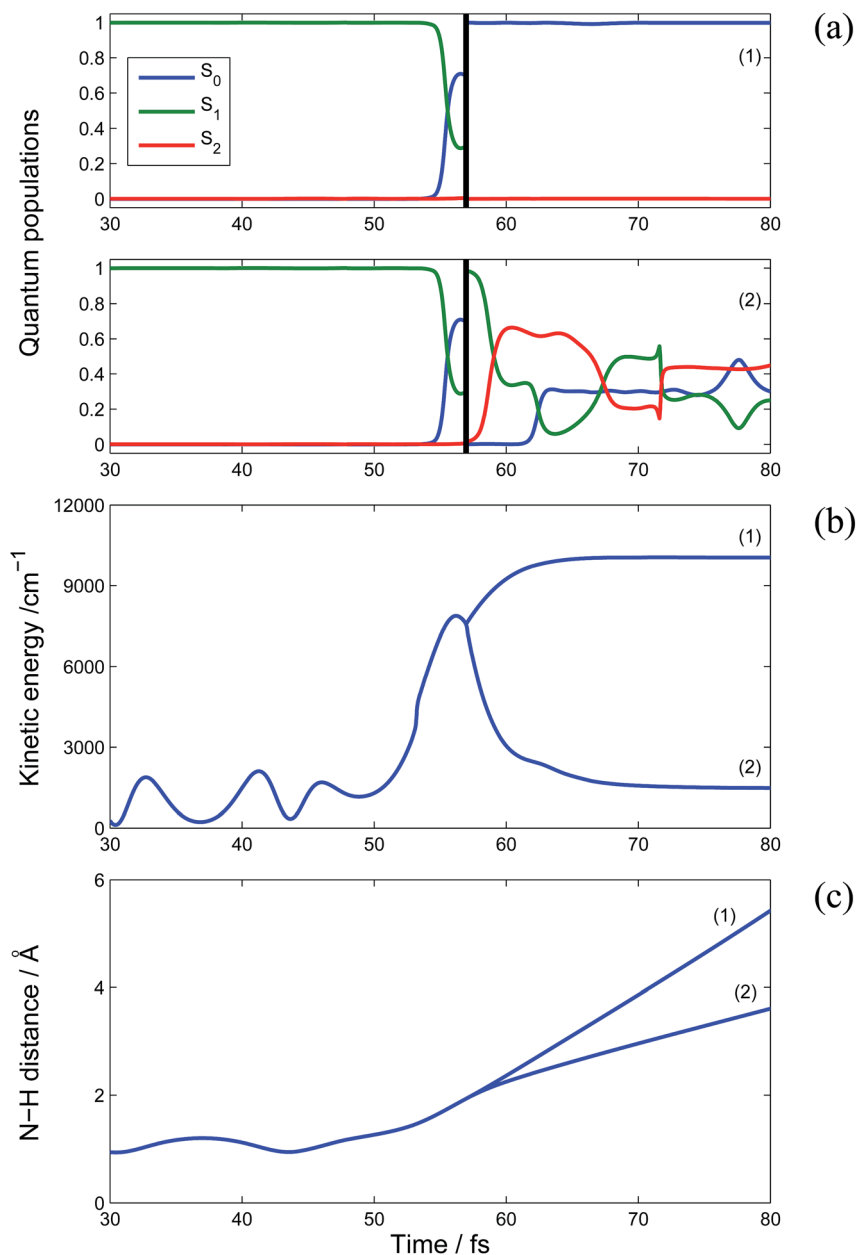 (a)
Quantum populations
1
0.8
0.6
0.4
0.2
0
S0
S1
S2
(1)
30 40 50 60 70 80
1
0.8
0.6
0.4
0.2
0
(2)
30 40 50 60 70 80
(b)
Kinetic energy /cm−1
12000
9000
6000
3000
0
(1)
(2)
30 40 50 60 70 80
(c)
N−H distance / Å
6
4
2
0
(1)
(2)
30 40 50 60 70 80
Time / fs